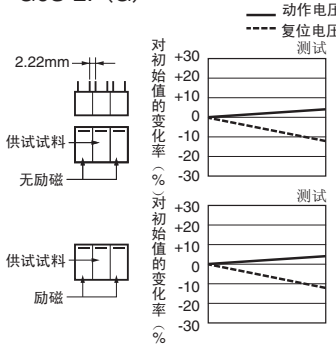 动作电压
复位电压
测试
2.22mm
对初始值的变化率（%）
+30
+20
+10
0
-10
-20
-30
供试试料
无励磁
测试
对初始值的变化率（%
+30
+20
+10
0
-10
-20
-30
供试试料
励磁